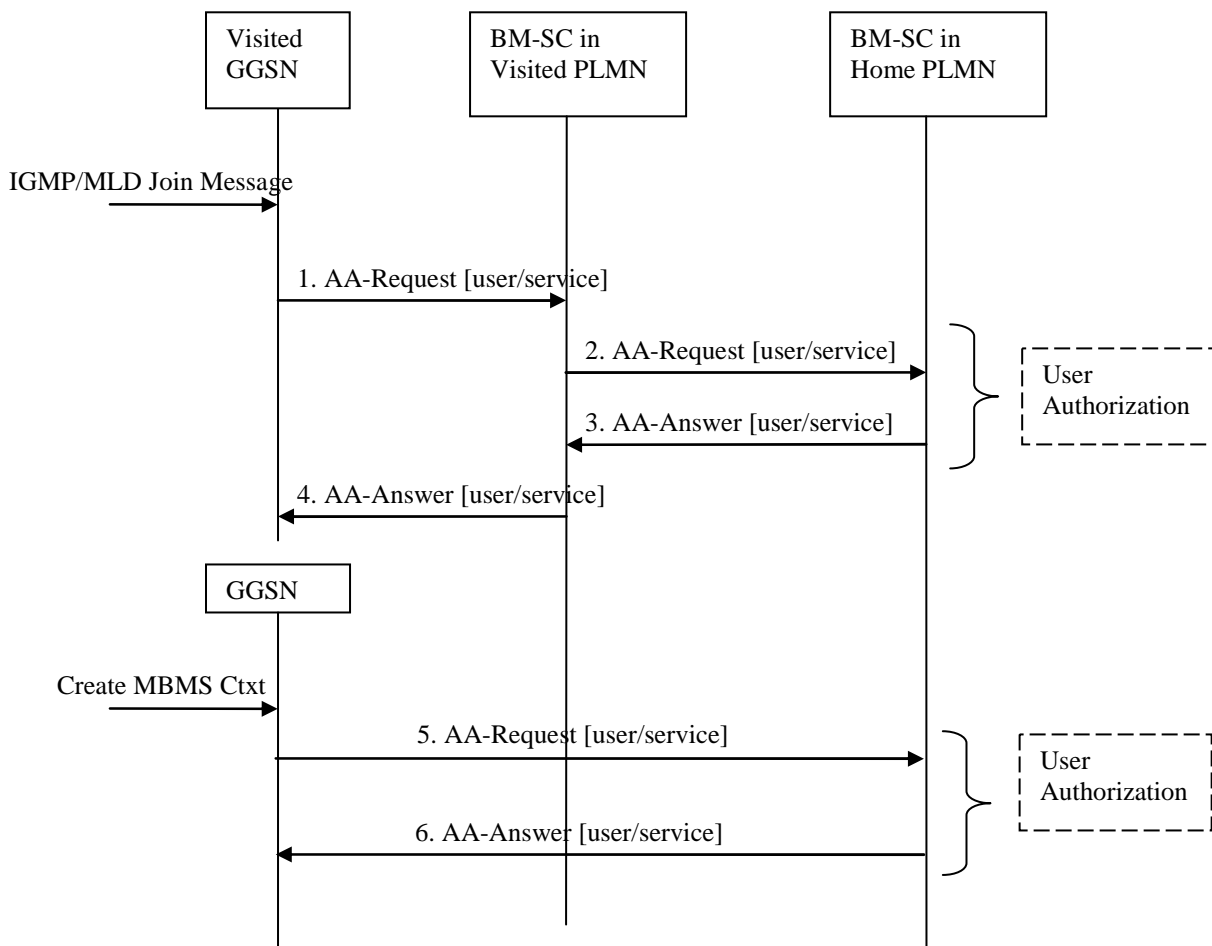 Visited
GGSN
BM-SC in
Visited PLMN
BM-SC in
Home PLMN
IGMP/MLD Join Message
1. AA-Request [user/service]
2. AA-Request [user/service]
User
Authorization
3. AA-Answer [user/service]
4. AA-Answer [user/service]
GGSN
Create MBMS Ctxt
5. AA-Request [user/service]
User
Authorization
6. AA-Answer [user/service]